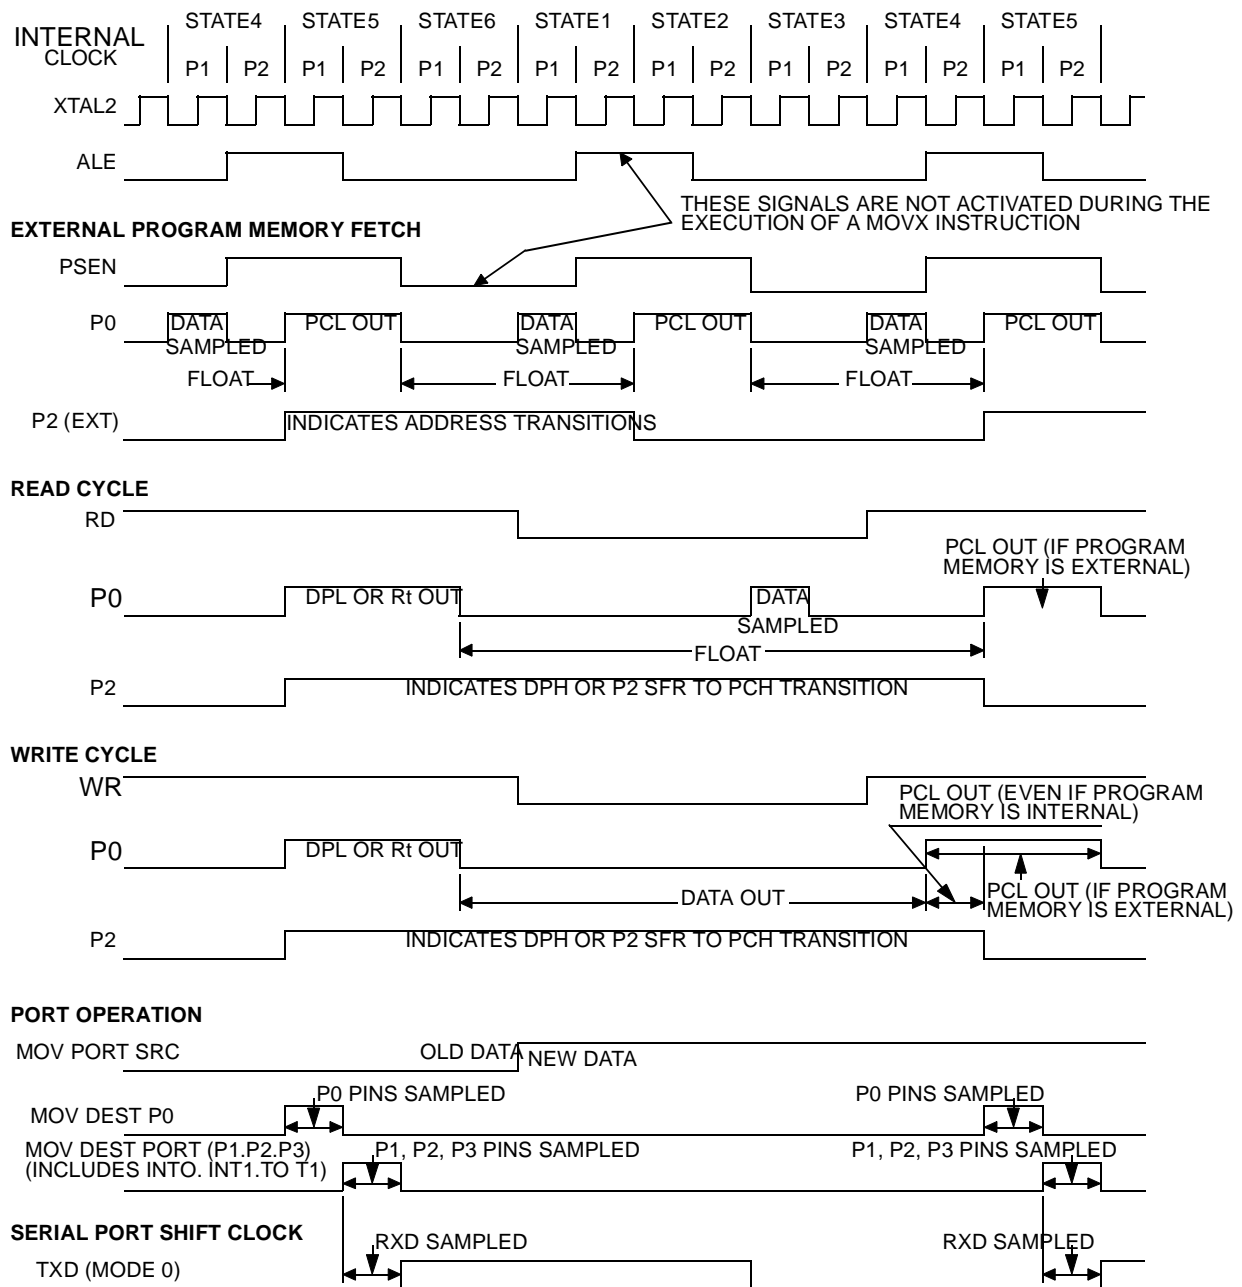 STATE4 STATE5 STATE6 STATE1 STATE2 STATE3 STATE4 STATE5
INTERNAL
CLOCK
P1 P2 P1 P2 P1 P2 P1 P2 P1 P2 P1 P2 P1 P2 P1 P2
XTAL2
ALE
THESE SIGNALS ARE NOT ACTIVATED DURING THE
EXECUTION OF A MOVX INSTRUCTION
EXTERNAL PROGRAM MEMORY FETCH
PSEN
P0 DATA PCL OUT DATA PCL OUT DATA PCL OUT
SAMPLED SAMPLED SAMPLED
FLOAT FLOAT FLOAT
P2 (EXT) INDICATES ADDRESS TRANSITIONS
READ CYCLE
RD
PCL OUT (IF PROGRAM
MEMORY IS EXTERNAL)
P0 DPL OR Rt OUT DATA
SAMPLED
FLOAT
P2 INDICATES DPH OR P2 SFR TO PCH TRANSITION
WRITE CYCLE
WR
PCL OUT (EVEN IF PROGRAM
MEMORY IS INTERNAL)
P0 DPL OR Rt OUT
DATA OUT
PCL OUT (IF PROGRAM
MEMORY IS EXTERNAL)
P2 INDICATES DPH OR P2 SFR TO PCH TRANSITION
PORT OPERATION
MOV PORT SRC OLD DATA NEW DATA
P0 PINS SAMPLED P0 PINS SAMPLED
MOV DEST P0
MOV DEST PORT (P1.P2.P3) P1, P2, P3 PINS SAMPLED P1, P2, P3 PINS SAMPLED
(INCLUDES INTO. INT1.TO T1)
SERIAL PORT SHIFT CLOCK
RXD SAMPLED RXD SAMPLED
TXD (MODE 0)